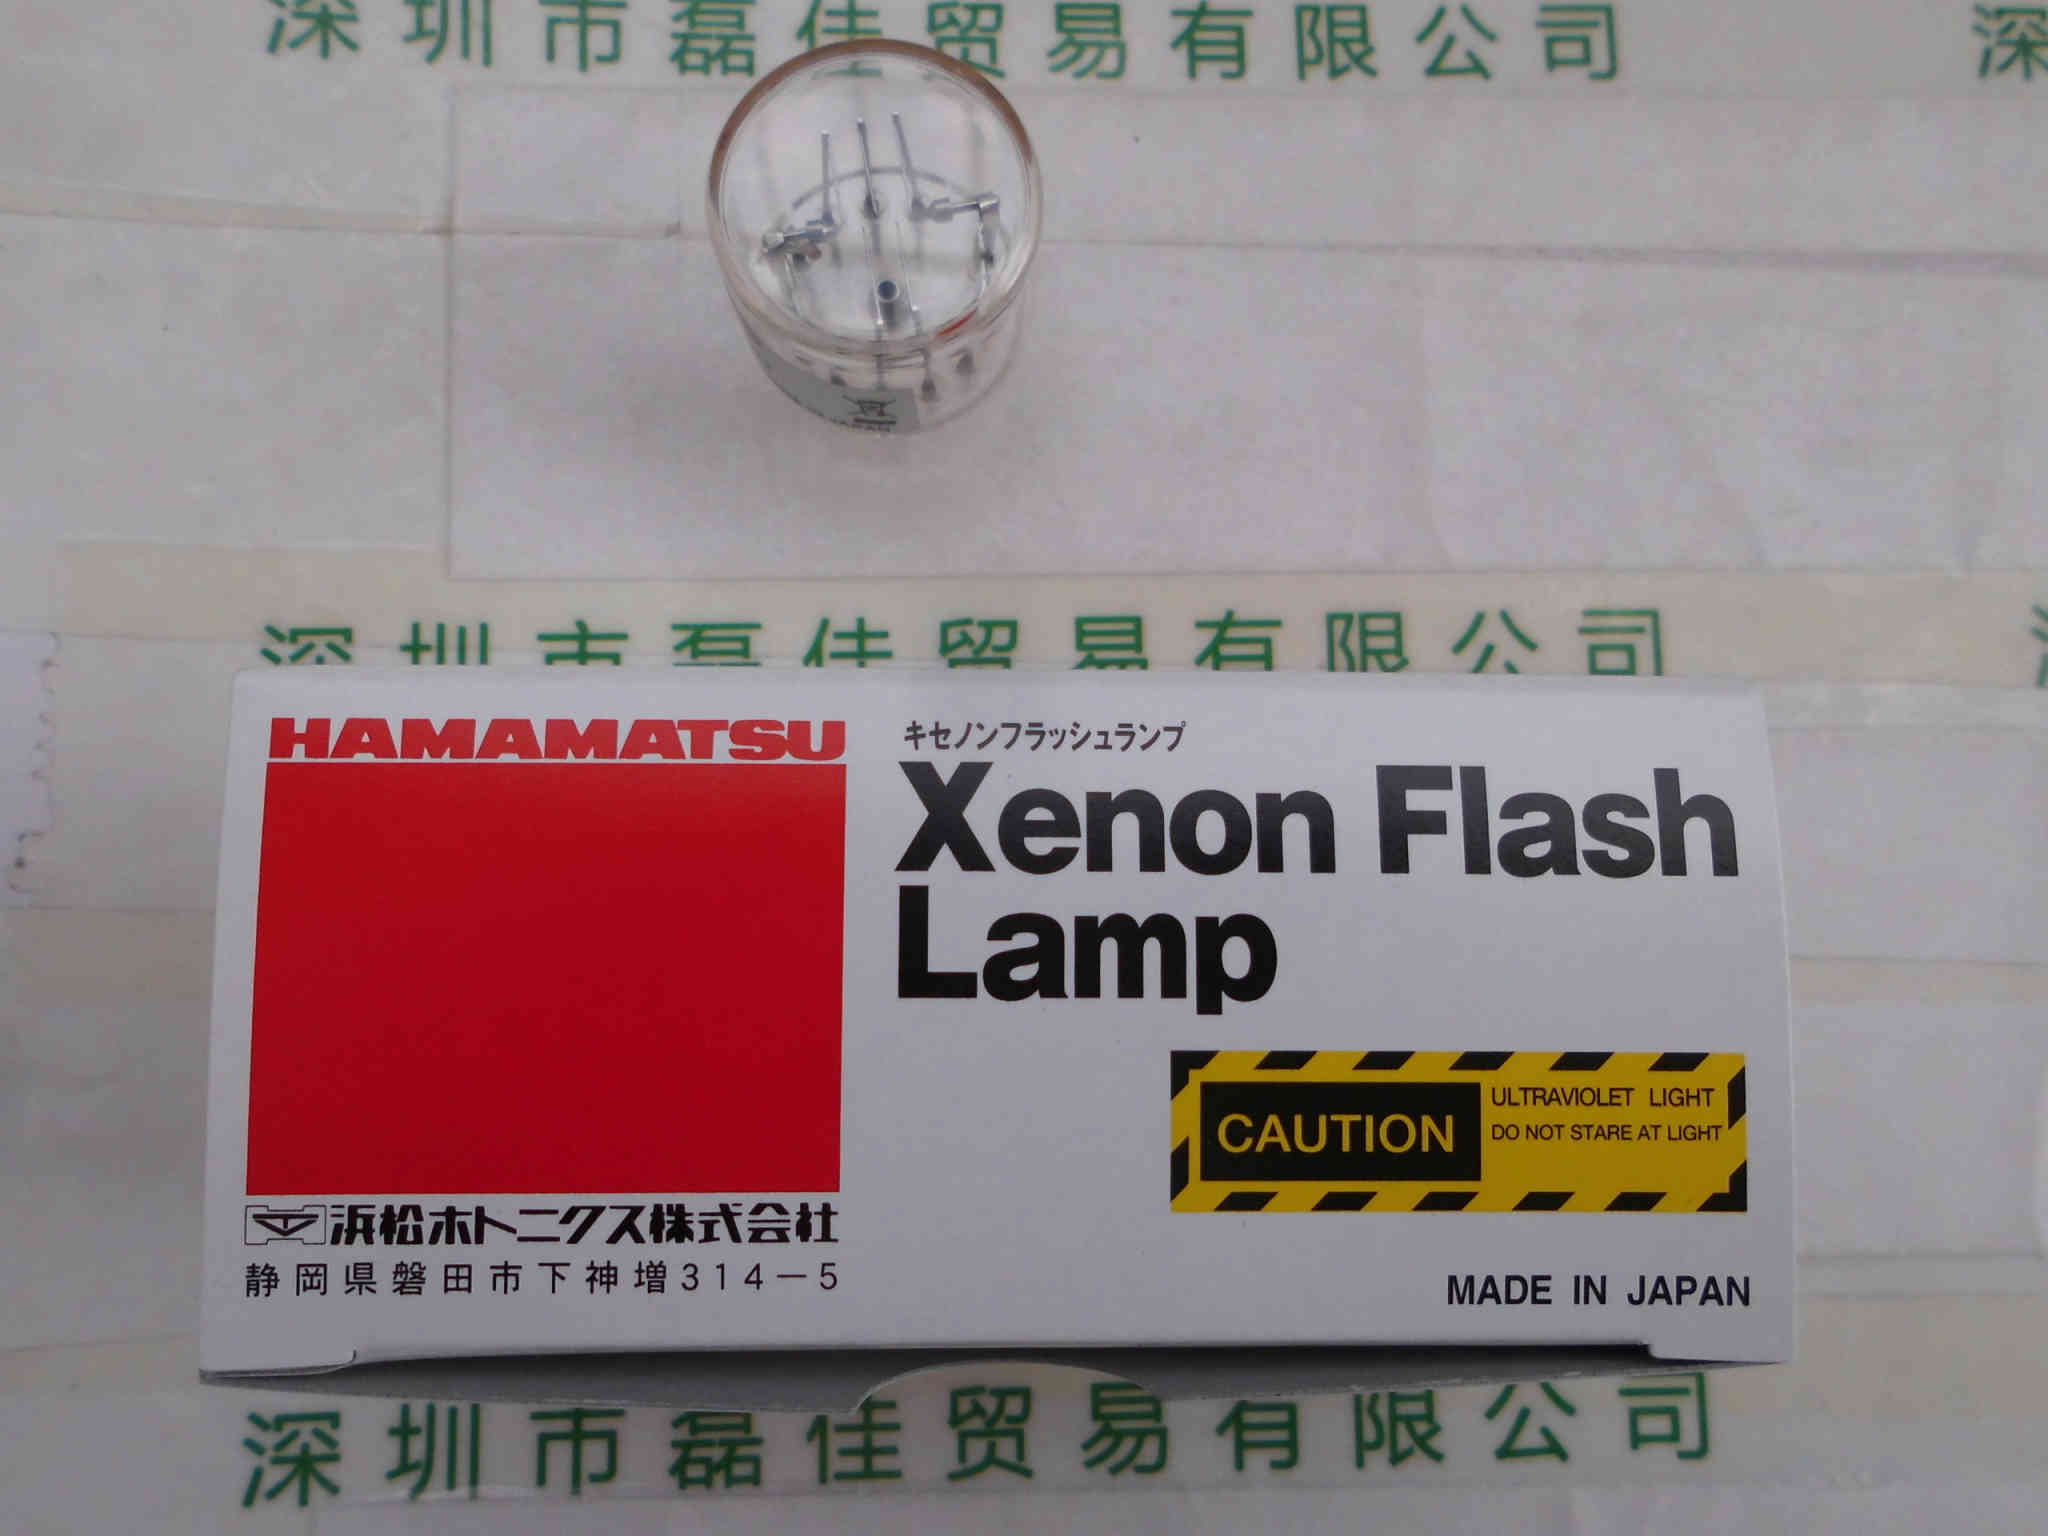 深圳市磊佳贸易有限公司
深
JAPAN
深圳市磊佳贸易有限公司
HAMAMATSU
キセノンフラッシュランプ
Xenon Flash
Lamp
CAUTION
ULTRAVIOLET LIGHT
DO NOT STARE AT LIGHT
浜松ホトニクス株式会社
静岡県磐田市下神増314-5
MADE IN JAPAN
深圳市磊佳贸易有限公司